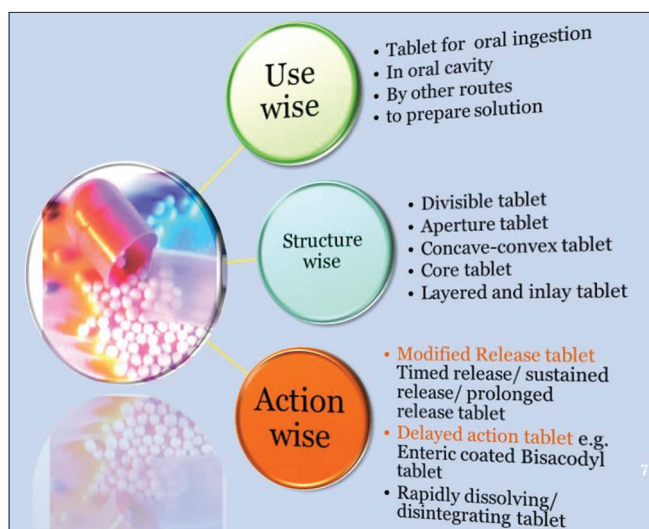 Use
wise
• Tablet for oral ingestion
• In oral cavity
• By other routes
• to prepare solution
Structure
wise
• Divisible tablet
• Aperture tablet
• Concave-convex tablet
• Core tablet
• Layered and inlay tablet
Action
wise
• Modified Release tablet
Timed release/ sustained
release/ prolonged
release tablet
• Delayed action tablet e.g.
Enteric coated Bisacodyl
tablet
• Rapidly dissolving/
disintegrating tablet
7